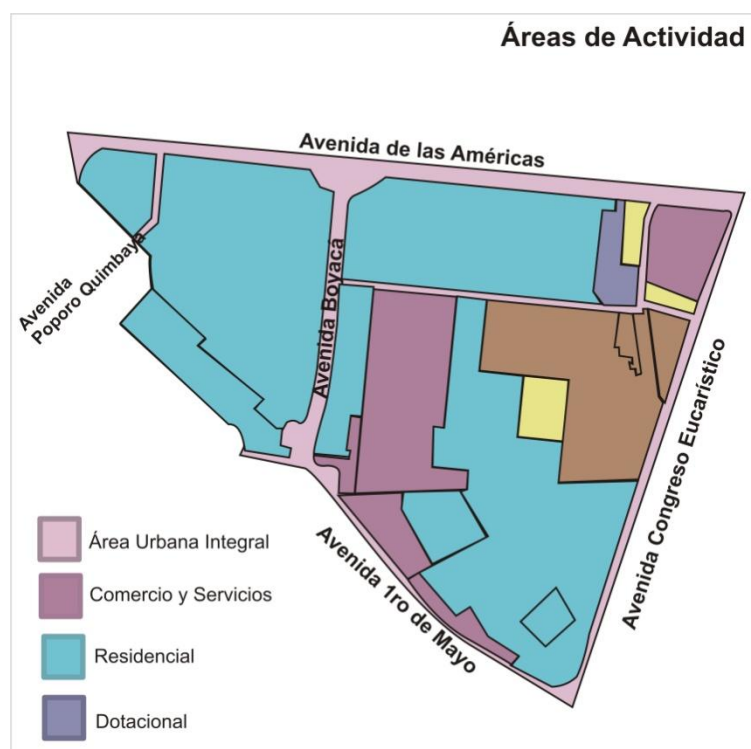 Áreas de Actividad
Avenida de las Américas
Avenida
Poporo Quimbaya
Avenida Boyacá
Avenida Congreso Eucarístico
Avenida 1ro de Mayo
Área Urbana Integral
Comercio y Servicios
Residencial
Dotacional